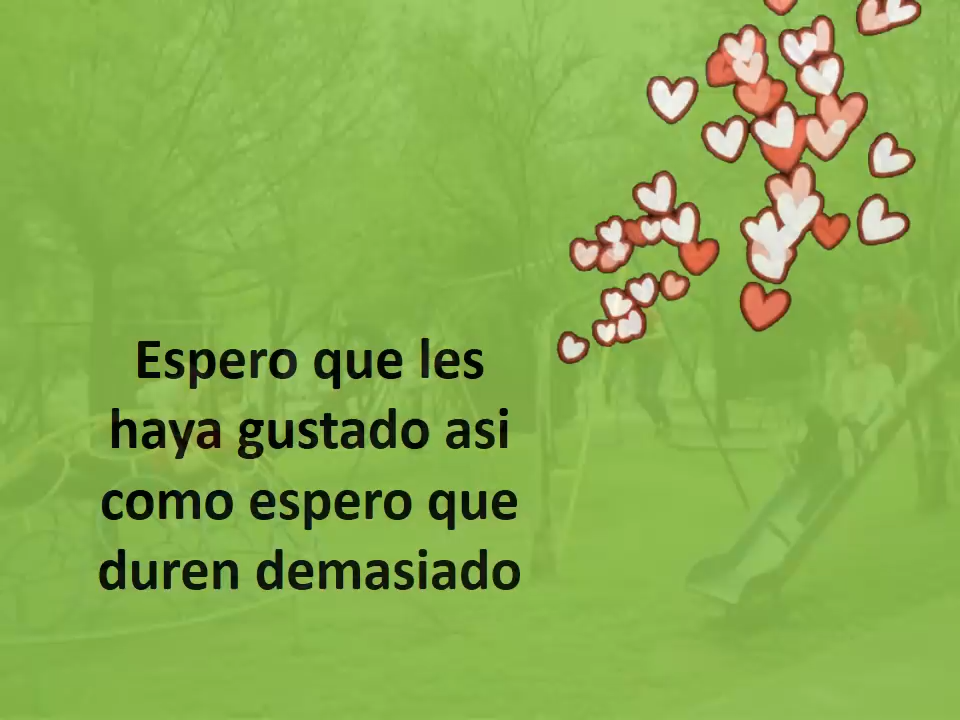 Espero que les
haya gustado asi
como espero que
duren demasiado